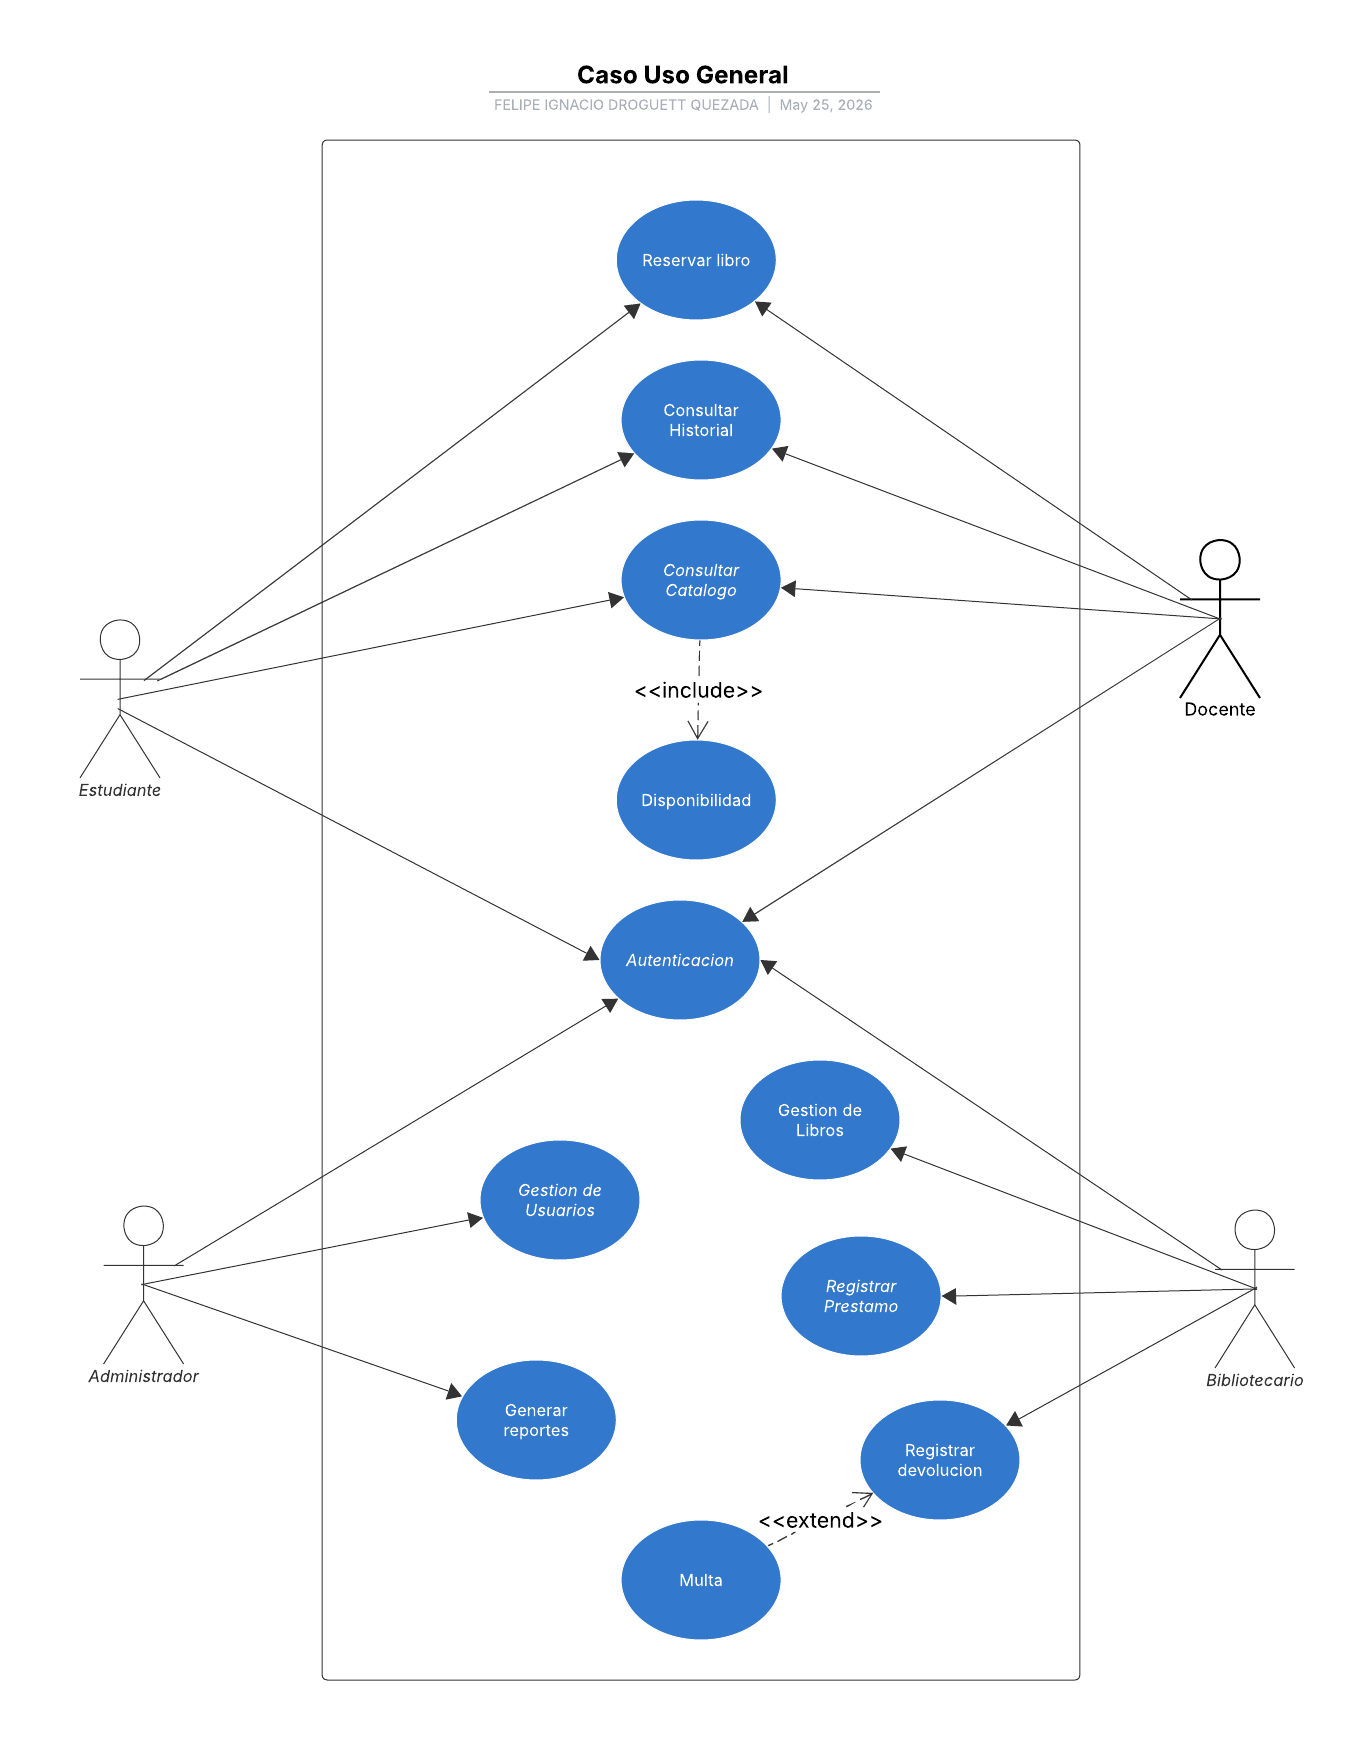 Caso Uso General
FELIPE IGNACIO DROGUETT QUEZADA | May 25, 2026
Reservar libro
Consultar
Historial
Consultar
Catalogo
<<include>>
Docente
Estudiante
Disponibilidad
Autenticacion
Gestion de
Libros
Gestion de
Usuarios
Registrar
Prestamo
Administrador
Bibliotecario
Generar
reportes
Registrar
devolucion
<<extend>>
Multa